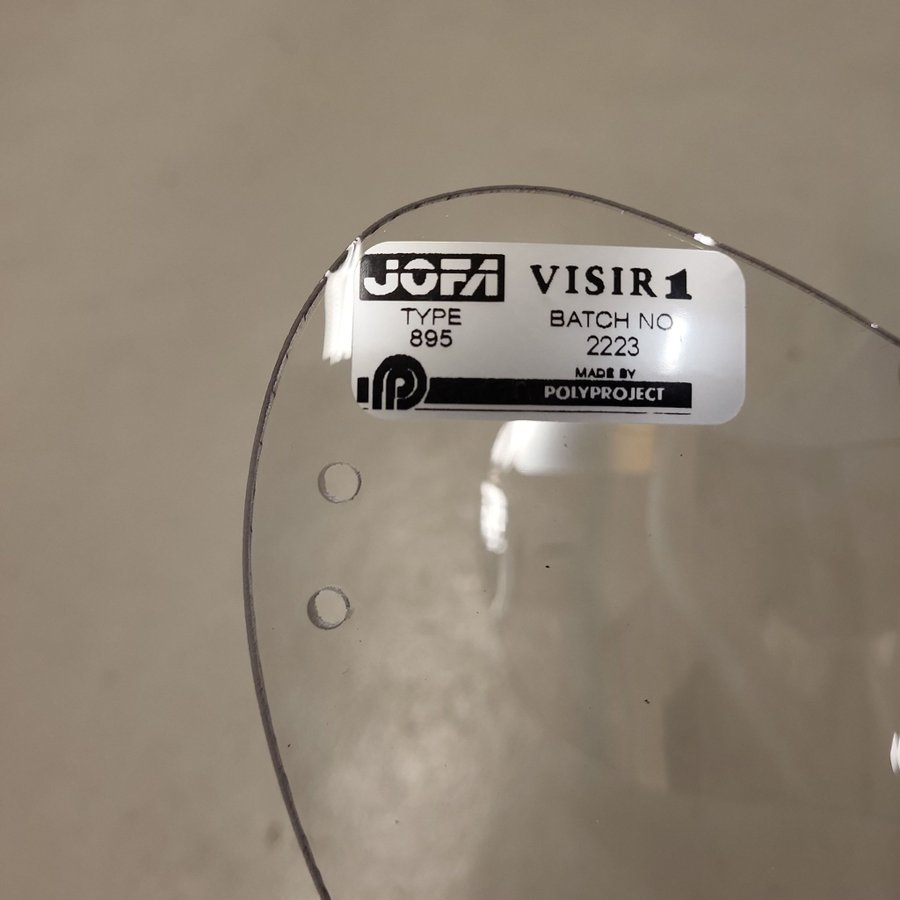 JOFA VISIR 1
TYPE BATCH NO
895 2223
MADE BY
POLYPROJECT